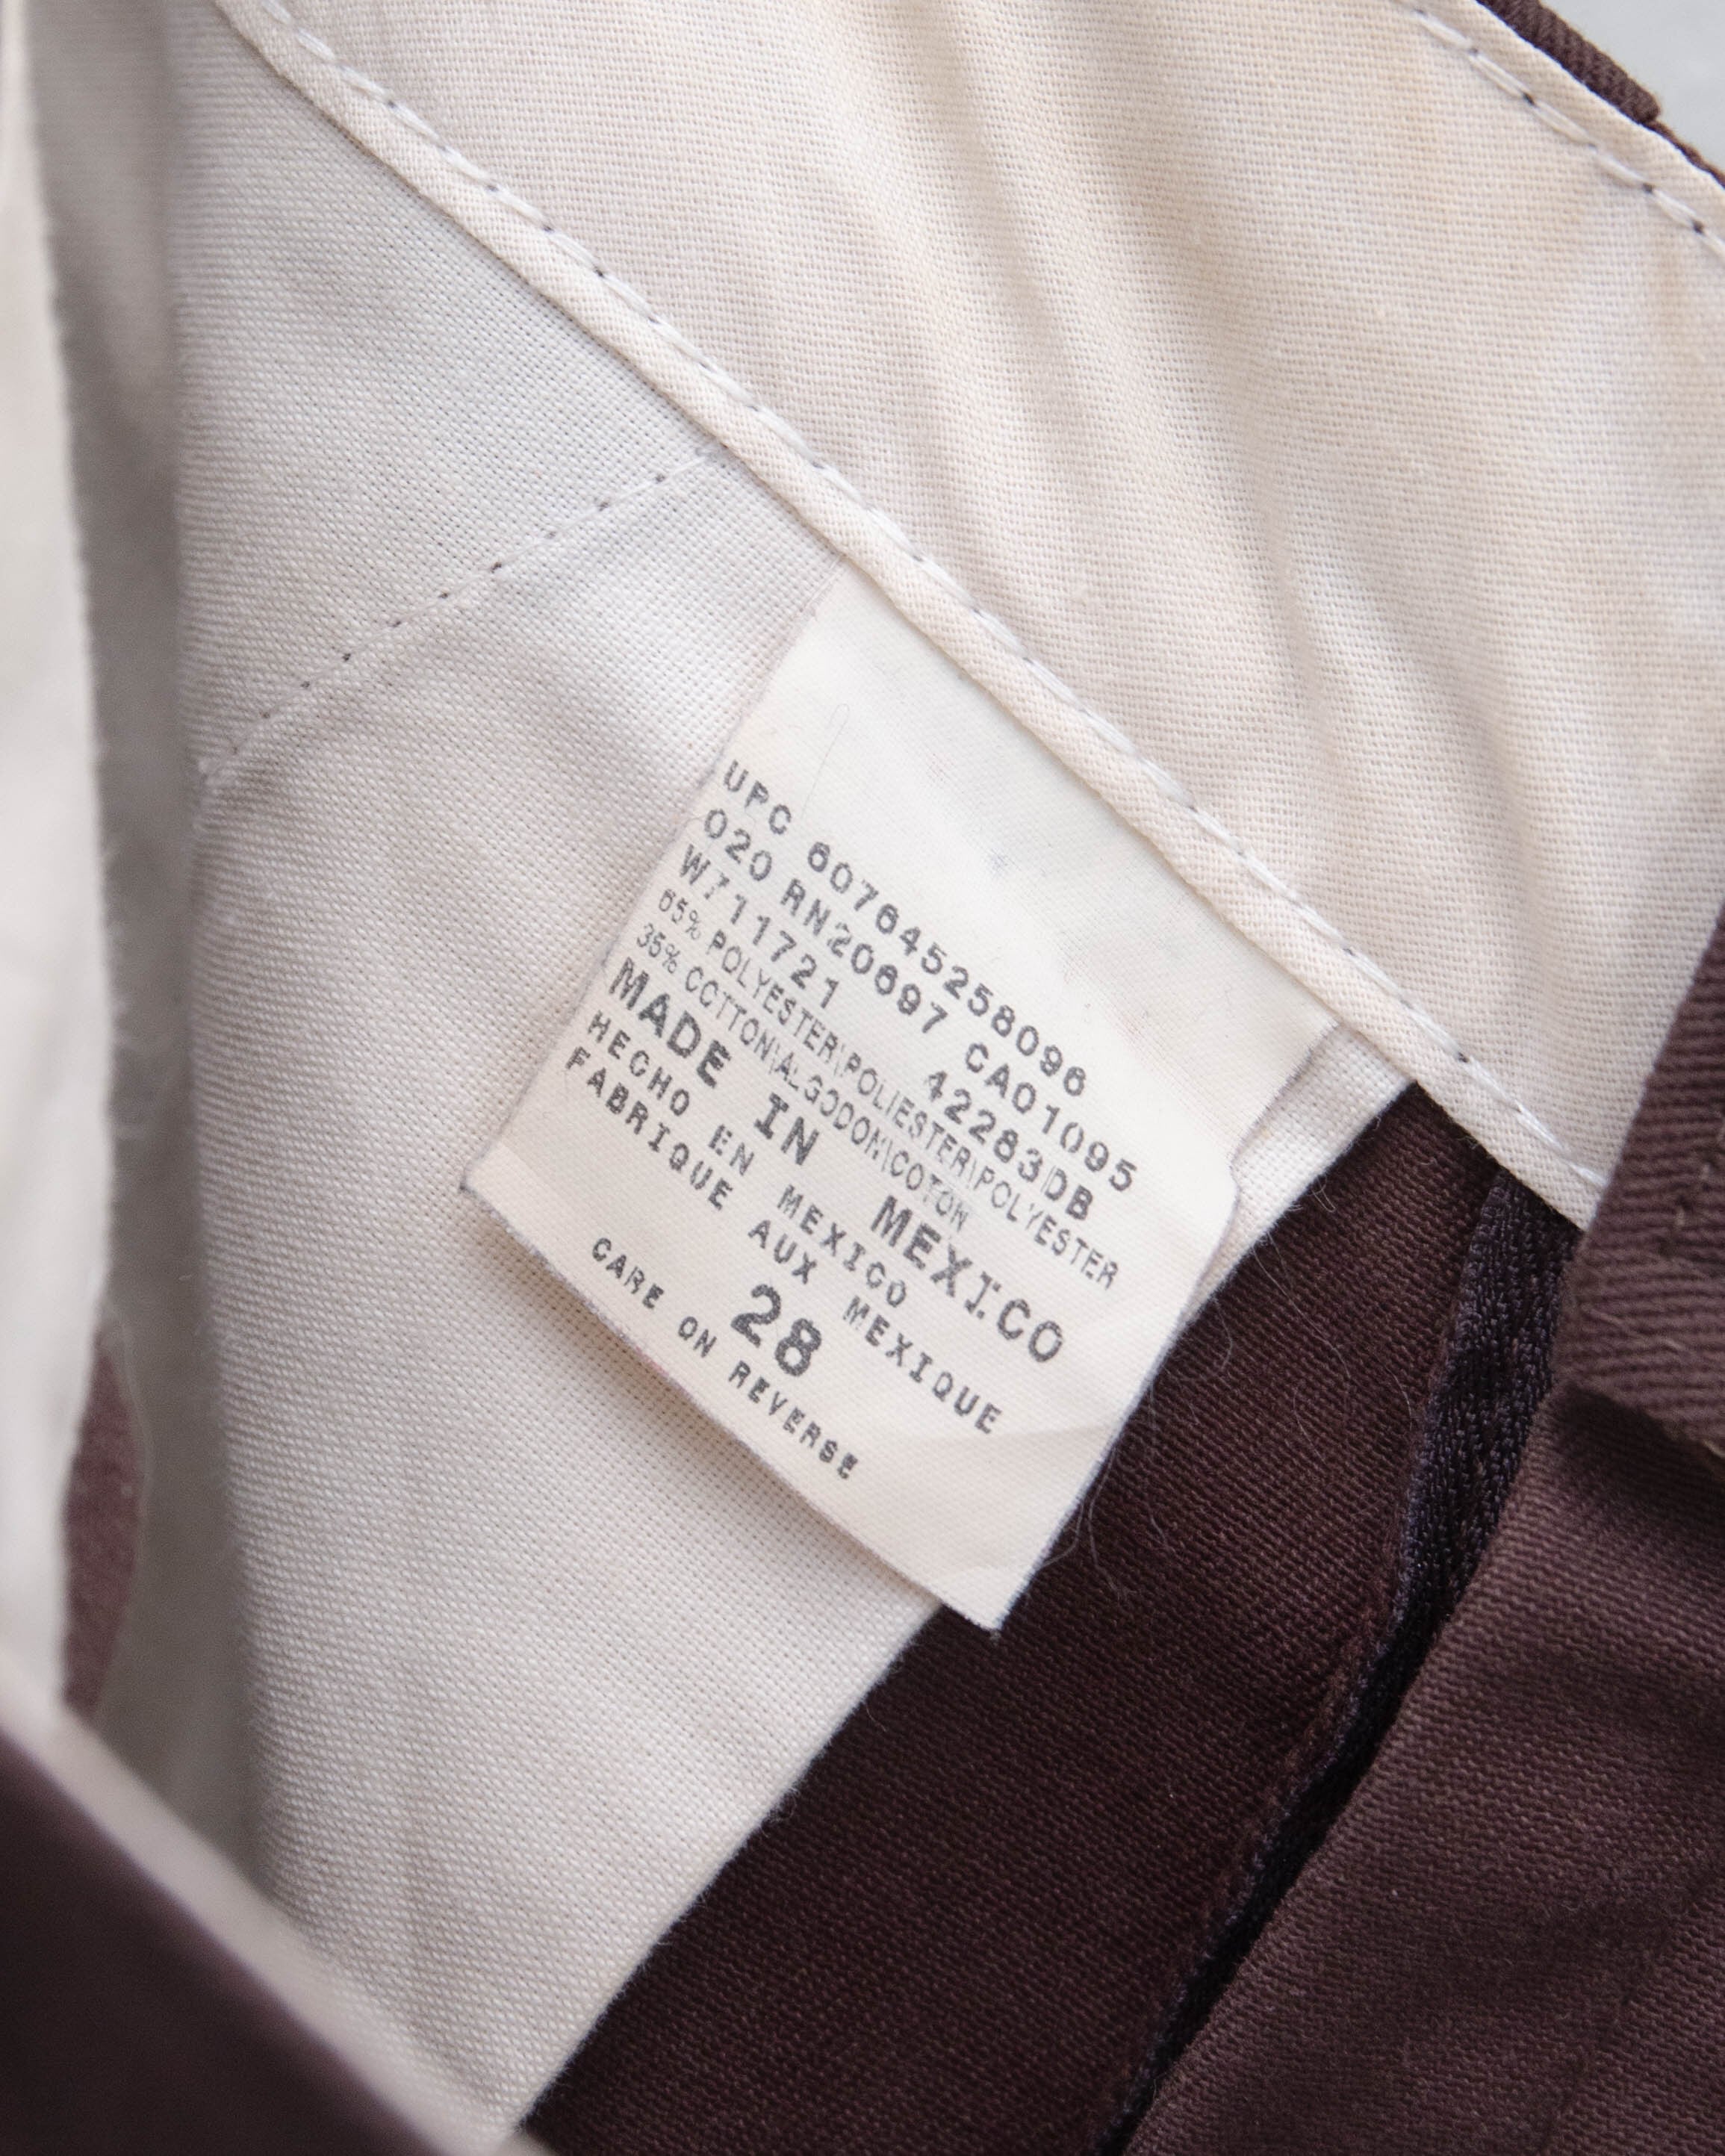 UPC 607645258096
020 RN20697 CA01095
W711721 42283DB
65% POLYESTER\POLIESTER\POLYESTER
35% COTTON\ALGODON\COTON
MADE IN MEXICO
HECHO EN MEXICO
FABRIQUE AUX MEXIQUE
28
CARE ON REVERSE